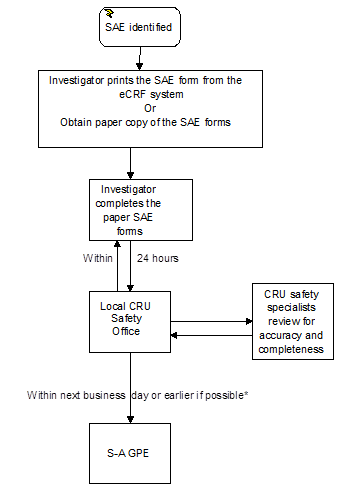 SAE identified
Investigator prints the SAE form from the
eCRF system
Or
Obtain paper copy of the SAE forms
Investigator
completes the
paper SAE
forms
Within 24 hours
Local CRU
Safety
Office
CRU safety
specialists
review for
accuracy and
completeness
Within next business day or earlier if possible*
S-A GPE